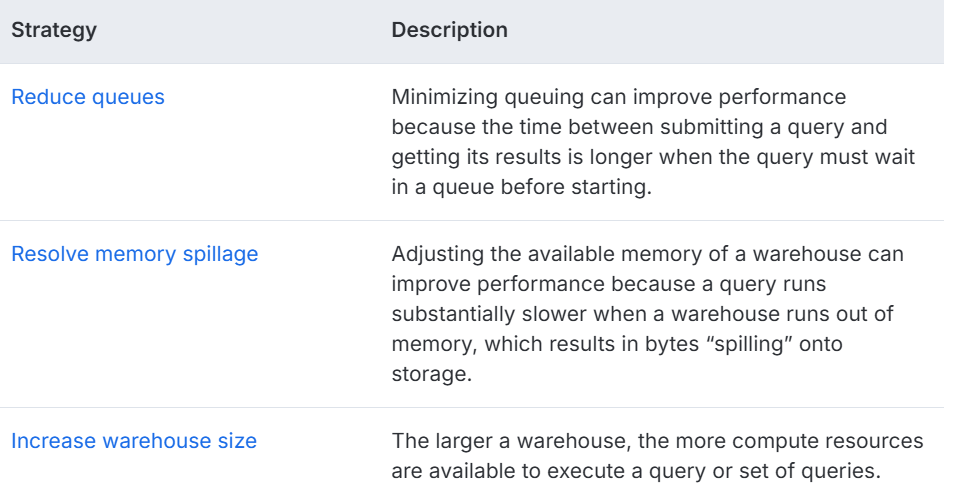 Strategy Description
Reduce queues Minimizing queuing can improve performance
because the time between submitting a query and
getting its results is longer when the query must wait
in a queue before starting.
Resolve memory spillage Adjusting the available memory of a warehouse can
improve performance because a query runs
substantially slower when a warehouse runs out of
memory, which results in bytes “spilling” onto
storage.
Increase warehouse size The larger a warehouse, the more compute resources
are available to execute a query or set of queries.